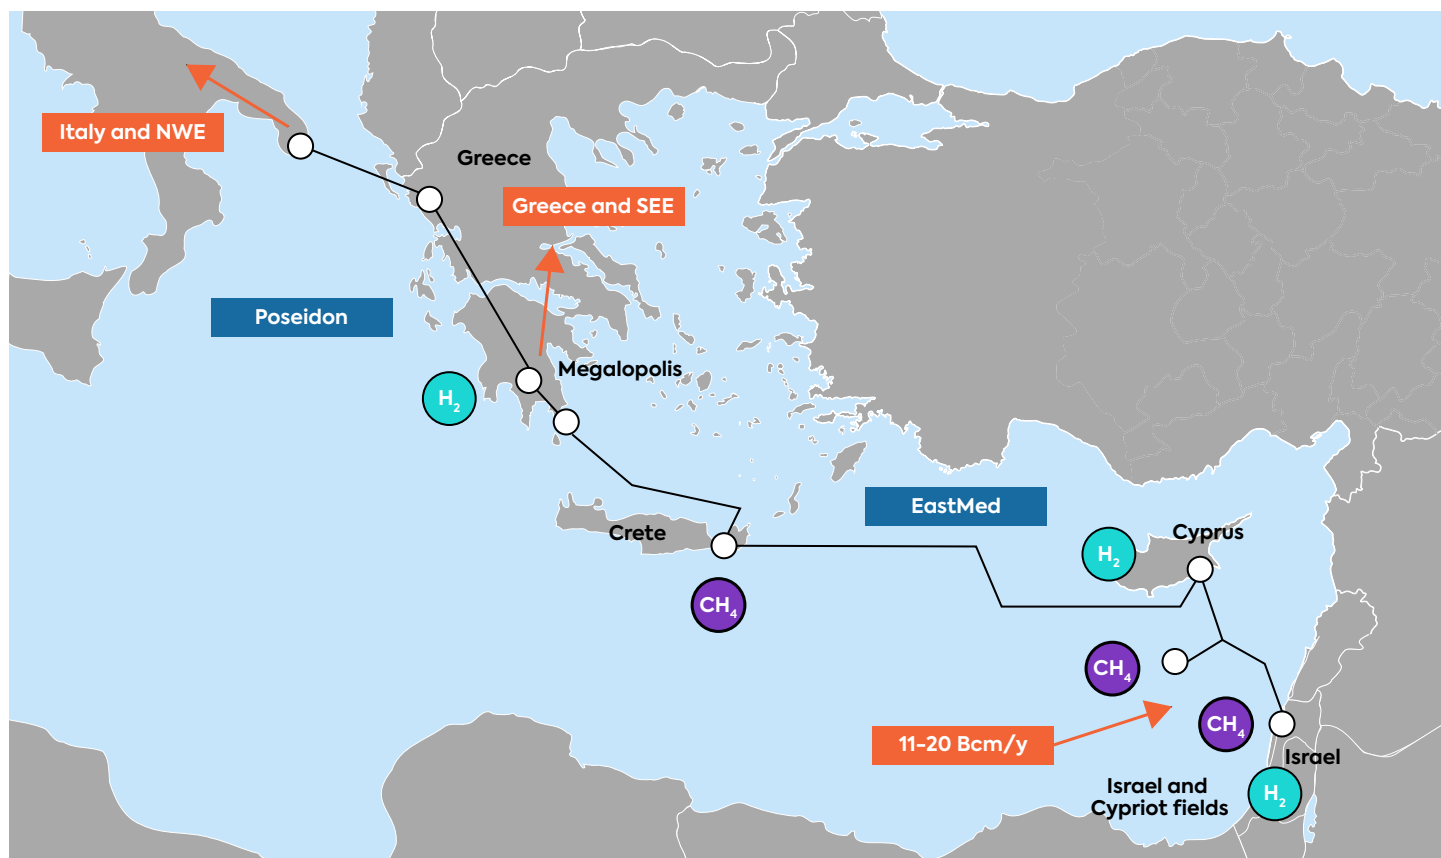 Italy and NWE
Greece
Greece and SEE
Poseidon
Megalopolis
H₂
EastMed
Crete
Cyprus
H₂
CH₄
CH₄
CH₄
11-20 Bcm/y
Israel
Israel and
Cypriot fields
H₂